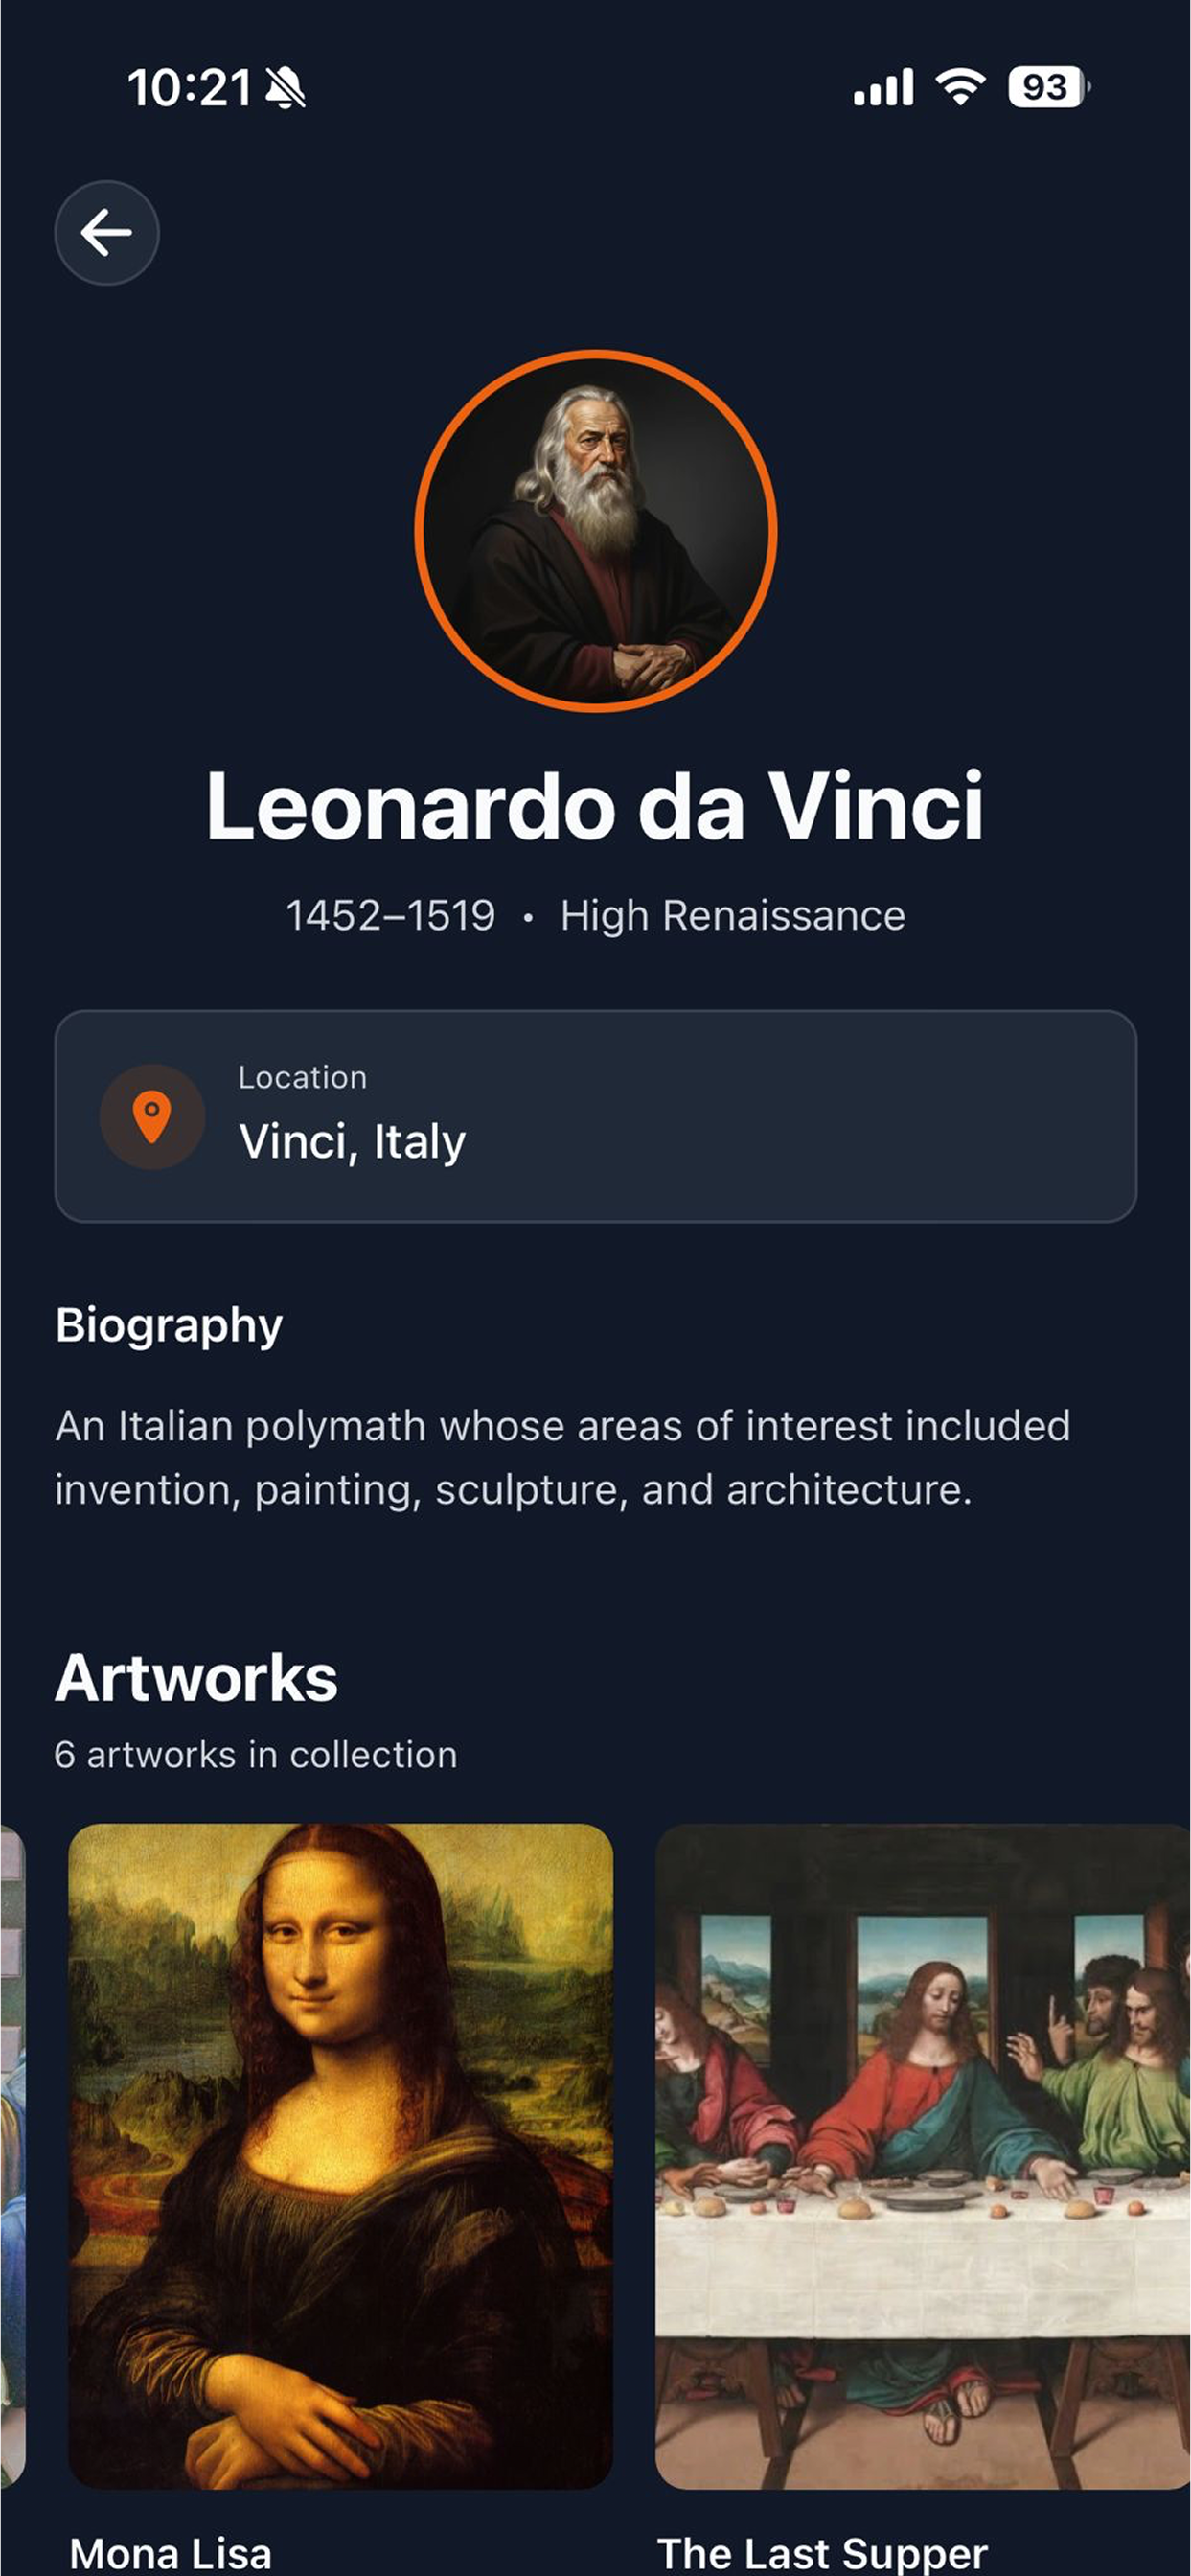 10:21
93
Leonardo da Vinci
1452–1519 • High Renaissance
Location
Vinci, Italy
Biography
An Italian polymath whose areas of interest included
invention, painting, sculpture, and architecture.
Artworks
6 artworks in collection
Mona Lisa
The Last Supper